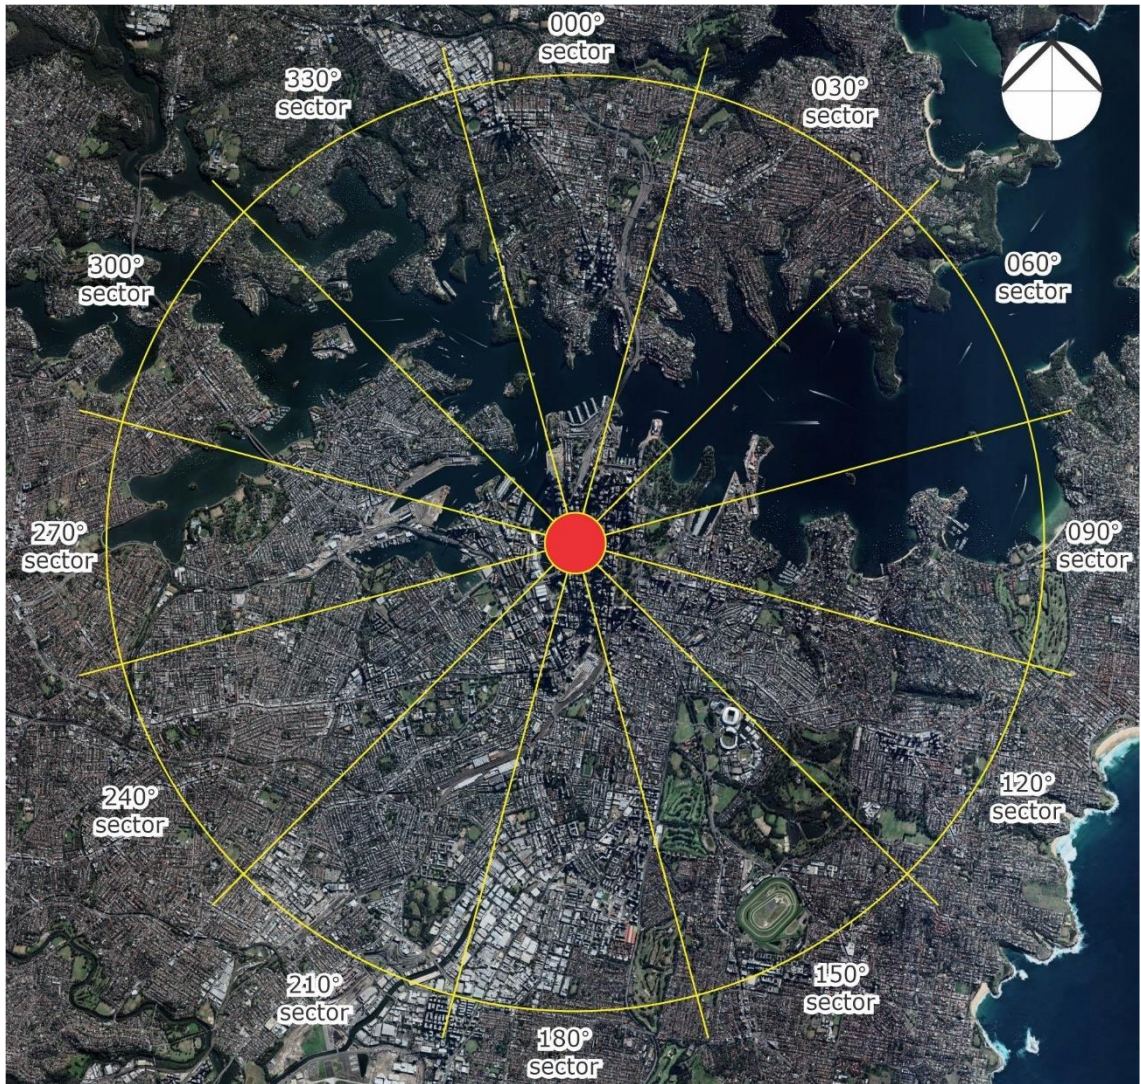 000°
sector
330°
sector
030°
sector
300°
sector
060°
sector
270°
sector
090°
sector
240°
sector
120°
sector
210°
sector
150°
sector
180°
sector